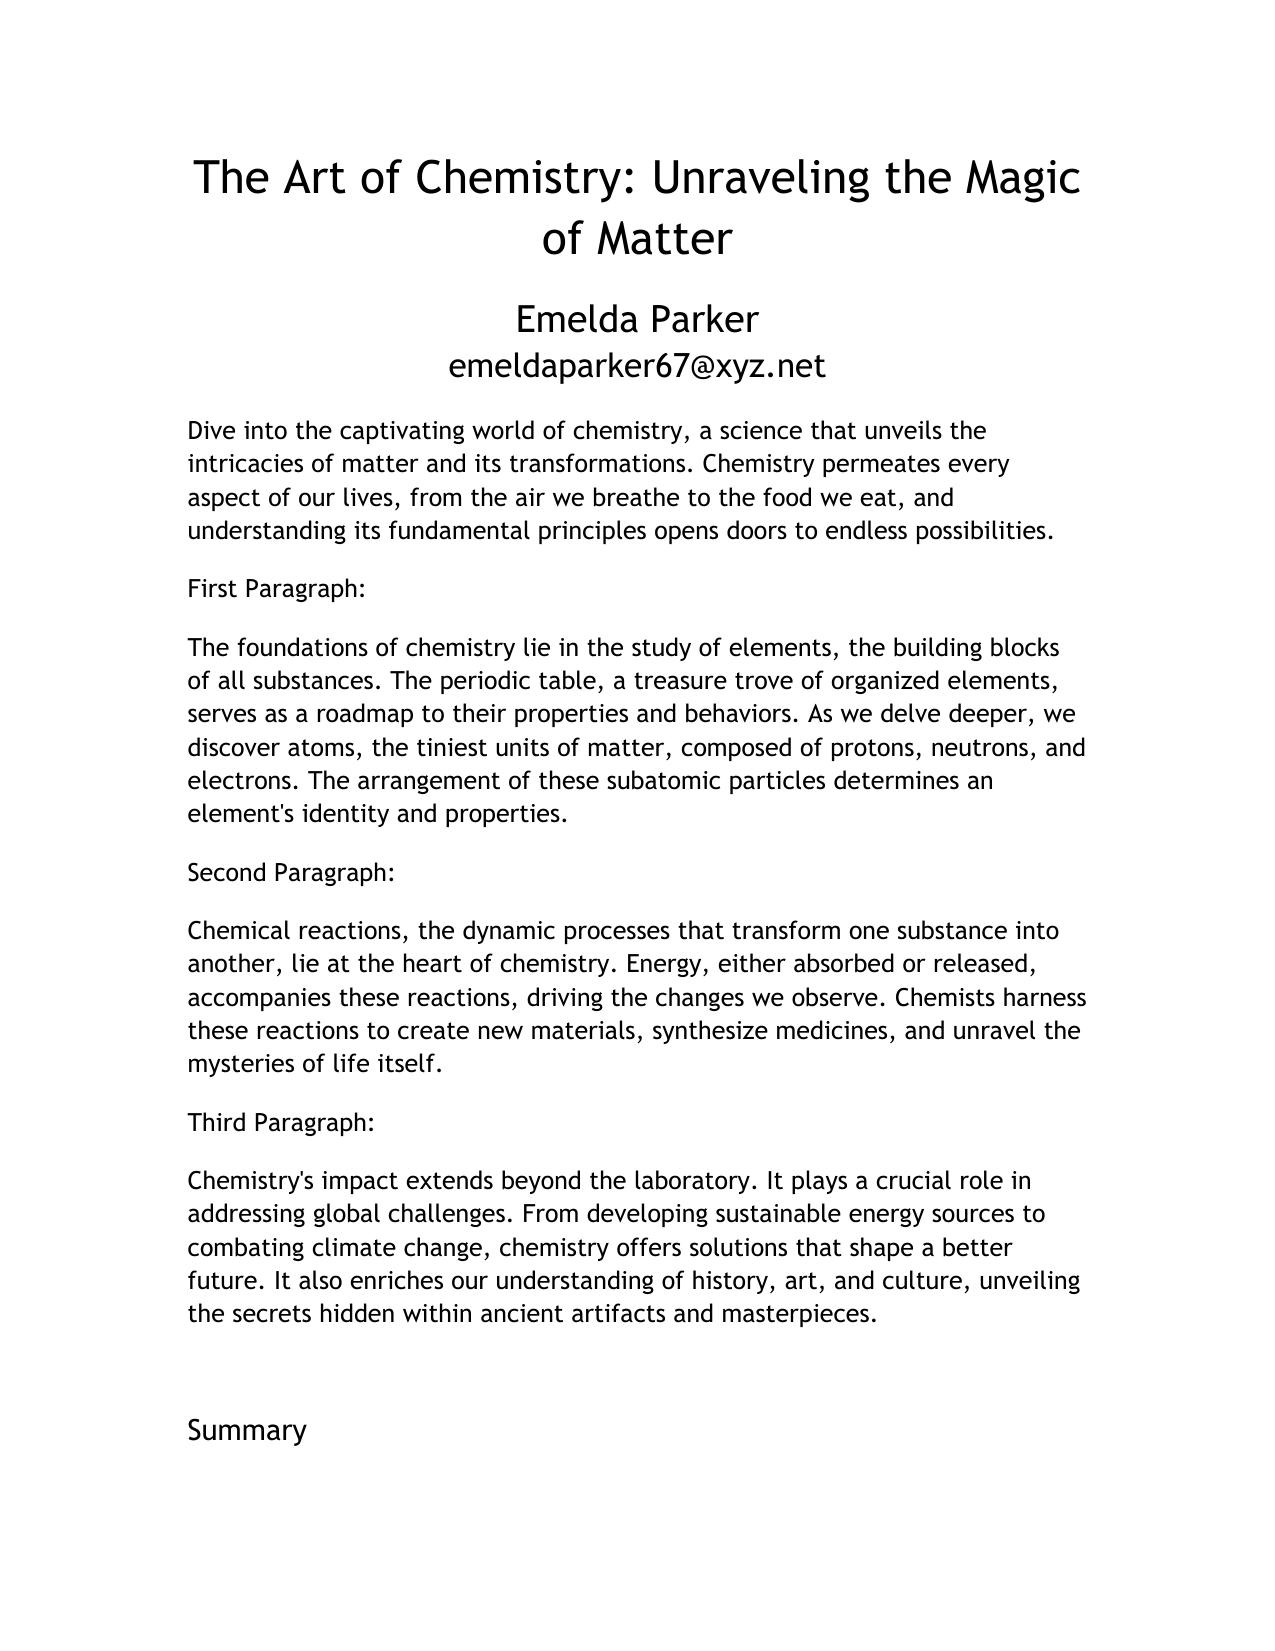 The Art of Chemistry: Unraveling the Magic
of Matter
Emelda Parker
emeldaparker67@xyz.net
Dive into the captivating world of chemistry, a science that unveils the
intricacies of matter and its transformations. Chemistry permeates every
aspect of our lives, from the air we breathe to the food we eat, and
understanding its fundamental principles opens doors to endless possibilities.
First Paragraph:
The foundations of chemistry lie in the study of elements, the building blocks
of all substances. The periodic table, a treasure trove of organized elements,
serves as a roadmap to their properties and behaviors. As we delve deeper, we
discover atoms, the tiniest units of matter, composed of protons, neutrons, and
electrons. The arrangement of these subatomic particles determines an
element's identity and properties.
Second Paragraph:
Chemical reactions, the dynamic processes that transform one substance into
another, lie at the heart of chemistry. Energy, either absorbed or released,
accompanies these reactions, driving the changes we observe. Chemists harness
these reactions to create new materials, synthesize medicines, and unravel the
mysteries of life itself.
Third Paragraph:
Chemistry's impact extends beyond the laboratory. It plays a crucial role in
addressing global challenges. From developing sustainable energy sources to
combating climate change, chemistry offers solutions that shape a better
future. It also enriches our understanding of history, art, and culture, unveiling
the secrets hidden within ancient artifacts and masterpieces.
Summary